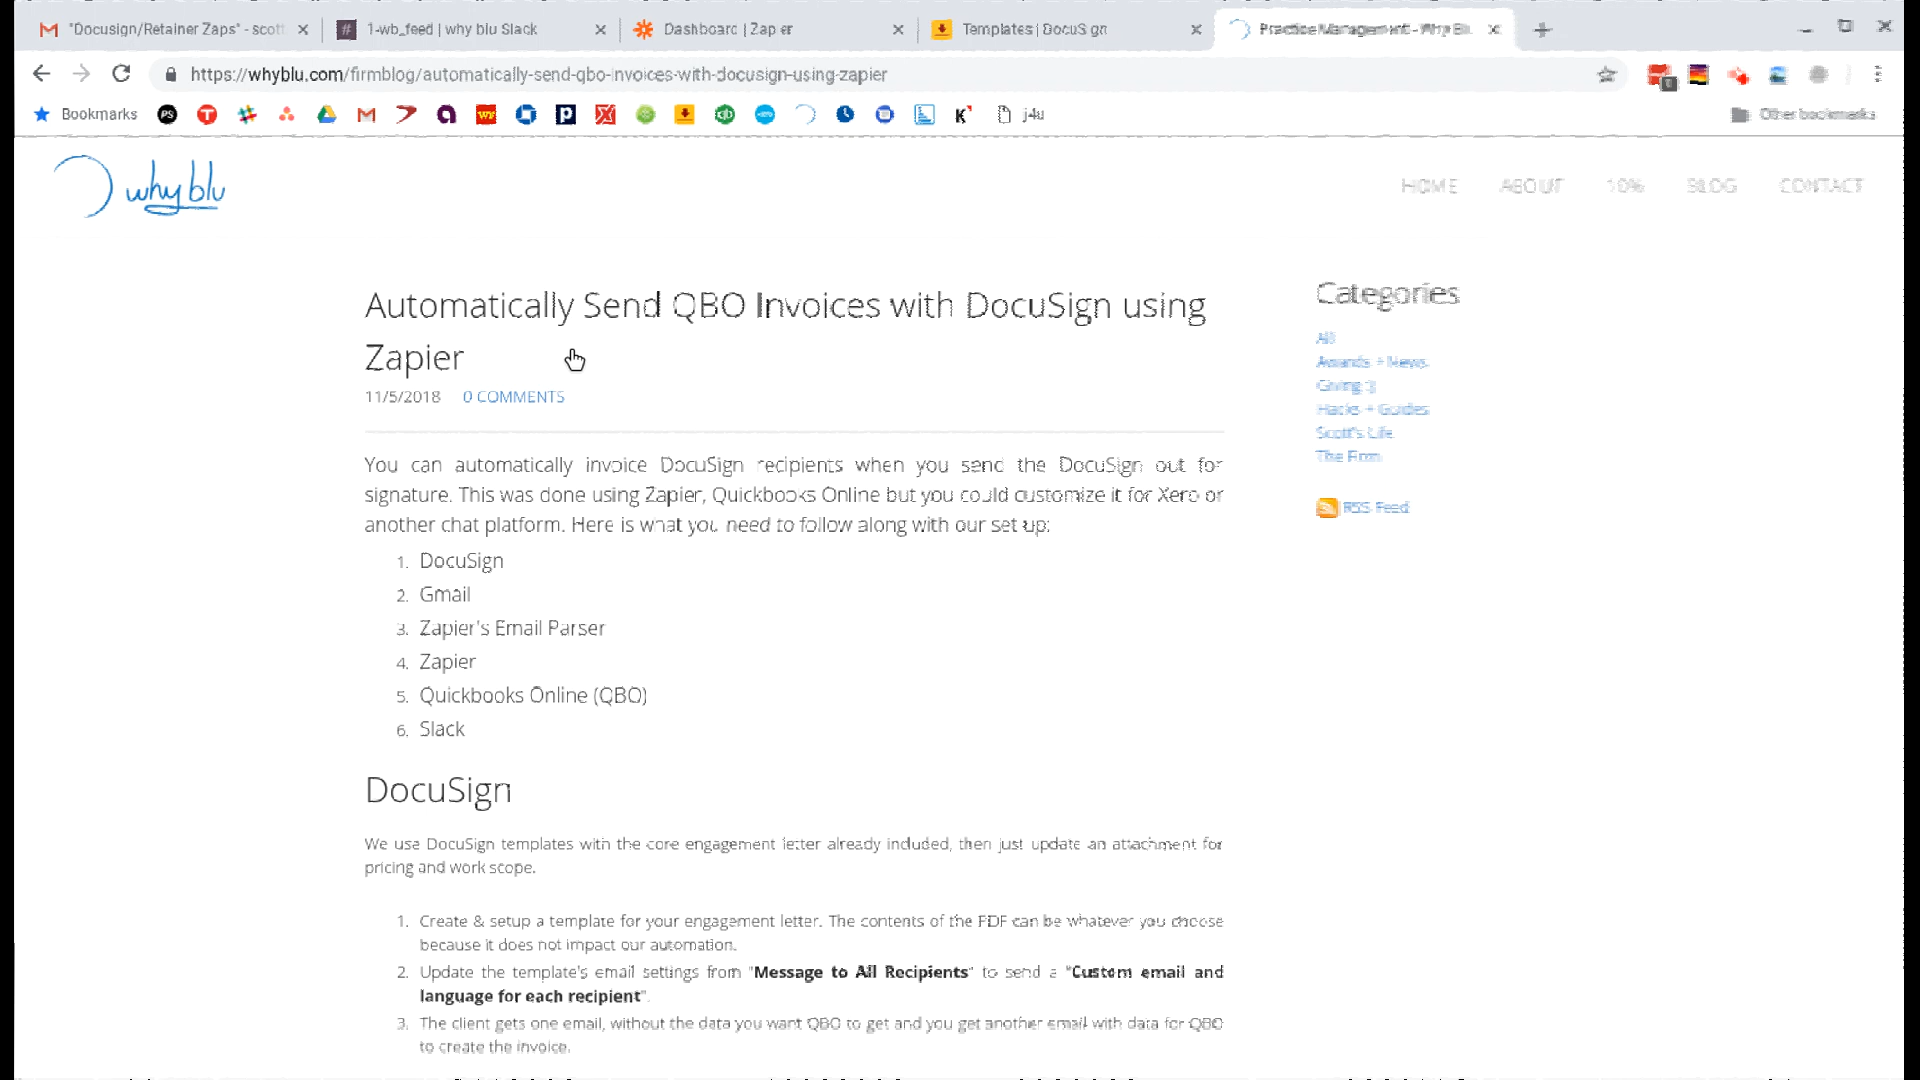 "Docusign/Retainer Zaps" - scott
1-wb_feed | why blu Slack
Dashboard | Zapier
Templates | DocuSign
Practice Management - Why Blu
https://whyblu.com/firmblog/automatically-send-qbo-invoices-with-docusign-using-zapier
Bookmarks
j4u
Other bookmarks
why blu
HOME ABOUT 10% BLOG CONTACT
Automatically Send QBO Invoices with DocuSign using
Zapier
11/5/2018 0 COMMENTS
You can automatically invoice DocuSign recipients when you send the DocuSign out for
signature. This was done using Zapier, Quickbooks Online but you could customize it for Xero or
another chat platform. Here is what you need to follow along with our set up:
1. DocuSign
2. Gmail
3. Zapier's Email Parser
4. Zapier
5. Quickbooks Online (QBO)
6. Slack
DocuSign
We use DocuSign templates with the core engagement letter already included, then just update an attachment for
pricing and work scope.
1. Create & setup a template for your engagement letter. The contents of the PDF can be whatever you choose
because it does not impact our automation.
2. Update the template's email settings from "Message to All Recipients" to send a "Custom email and
language for each recipient".
3. The client gets one email, without the data you want QBO to get and you get another email with data for QBO
to create the invoice.
Categories
All
Awards + News
Giving :)
Hacks + Guides
Scott's Life
The Firm
RSS Feed